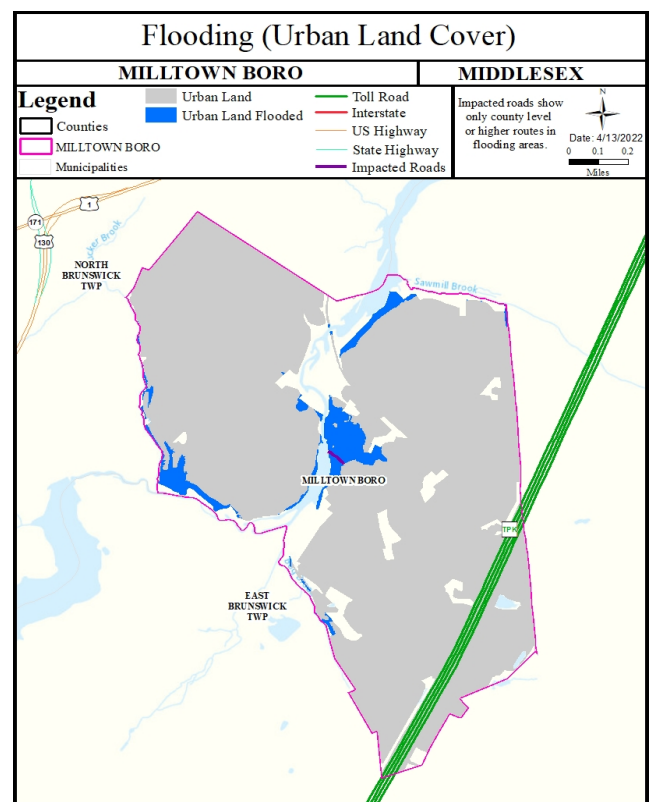 Flooding (Urban Land Cover)
MILLTOWN BORO
MIDDLESEX
Legend
Counties
MILLTOWN BORO
Municipalities
Urban Land
Urban Land Flooded
Toll Road
Interstate
US Highway
State Highway
Impacted Roads
Impacted roads show
only county level
or higher routes in
flooding areas.
N
Date: 4/13/2022
0 0.1 0.2
Miles
1
171
130
NORTH
BRUNSWICK
TWP
Brook
Sawmill Brook
MILLTOWN BORO
TPK
EAST
BRUNSWICK
TWP